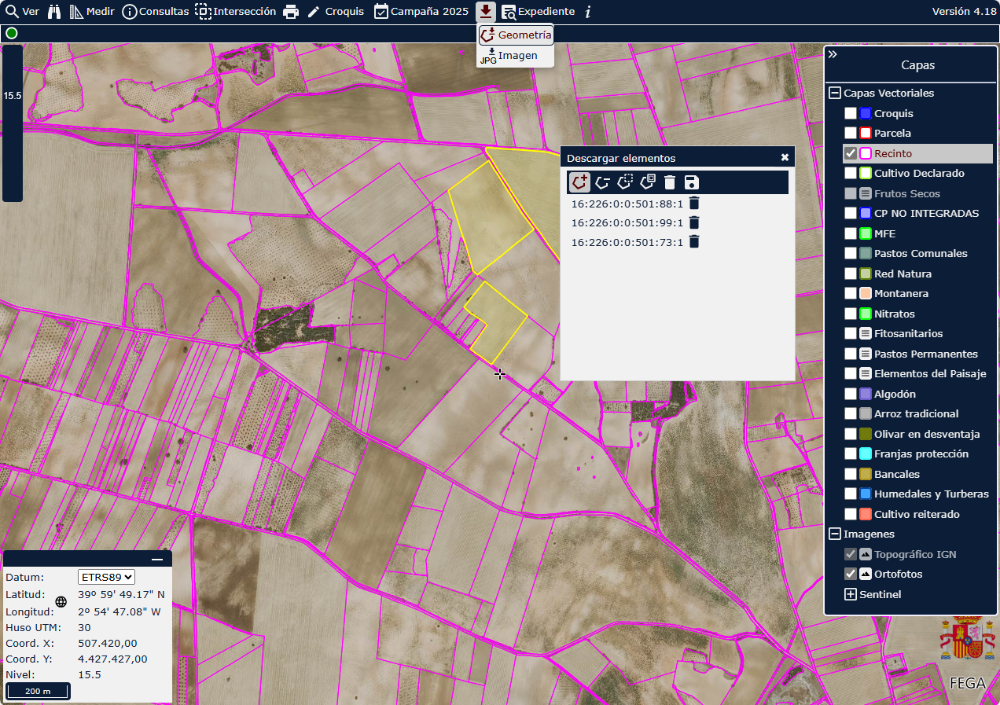 Ver Medir Consultas Intersección Croquis Campaña 2025 Expediente i Versión 4.18
Geometría
JPG Imagen
15.5
Descargar elementos
16:226:0:0:501:88:1
16:226:0:0:501:99:1
16:226:0:0:501:73:1
Capas
Capas Vectoriales
Croquis
Parcela
Recinto
Cultivo Declarado
Frutos Secos
CP NO INTEGRADAS
MFE
Pastos Comunales
Red Natura
Montanera
Nitratos
Fitosanitarios
Pastos Permanentes
Elementos del Paisaje
Algodón
Arroz tradicional
Olivar en desventaja
Franjas protección
Bancales
Humedales y Turberas
Cultivo reiterado
Imagenes
Topográfico IGN
Ortofotos
Sentinel
Datum: ETRS89
Latitud: 39º 59' 49.17" N
Longitud: 2º 54' 47.08" W
Huso UTM: 30
Coord. X: 507.420,00
Coord. Y: 4.427.427,00
Nivel: 15.5
200 m
FEGA